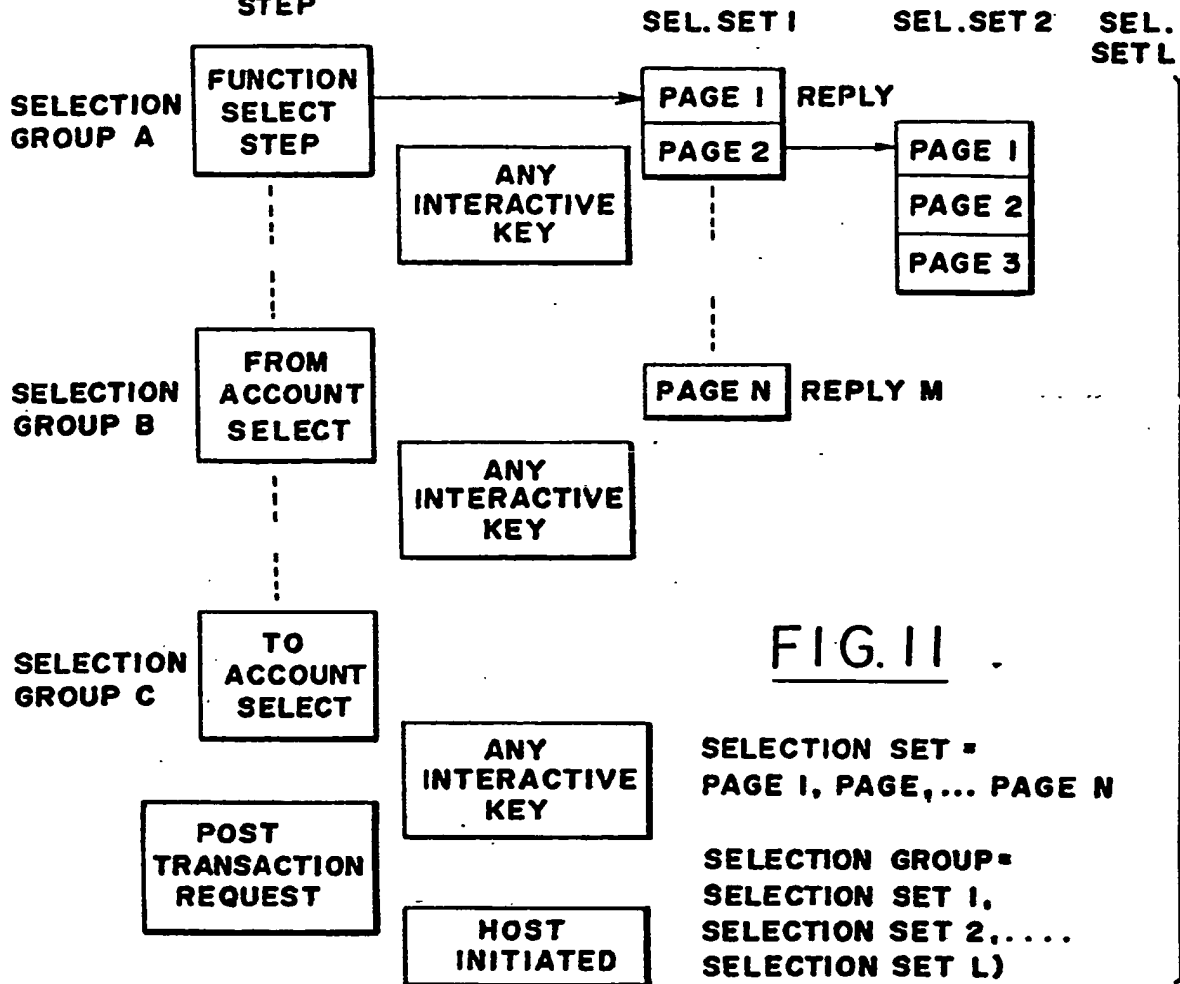 STEP
SEL. SET 1
SEL. SET 2
SEL.
SET L
SELECTION
GROUP A
FUNCTION
SELECT
STEP
PAGE 1
REPLY
PAGE 2
ANY
INTERACTIVE
KEY
PAGE 1
PAGE 2
PAGE 3
SELECTION
GROUP B
FROM
ACCOUNT
SELECT
PAGE N
REPLY M
ANY
INTERACTIVE
KEY
SELECTION
GROUP C
TO
ACCOUNT
SELECT
FIG. 11
ANY
INTERACTIVE
KEY
SELECTION SET =
PAGE 1, PAGE,... PAGE N
POST
TRANSACTION
REQUEST
HOST
INITIATED
SELECTION GROUP=
SELECTION SET 1,
SELECTION SET 2,....
SELECTION SET L)